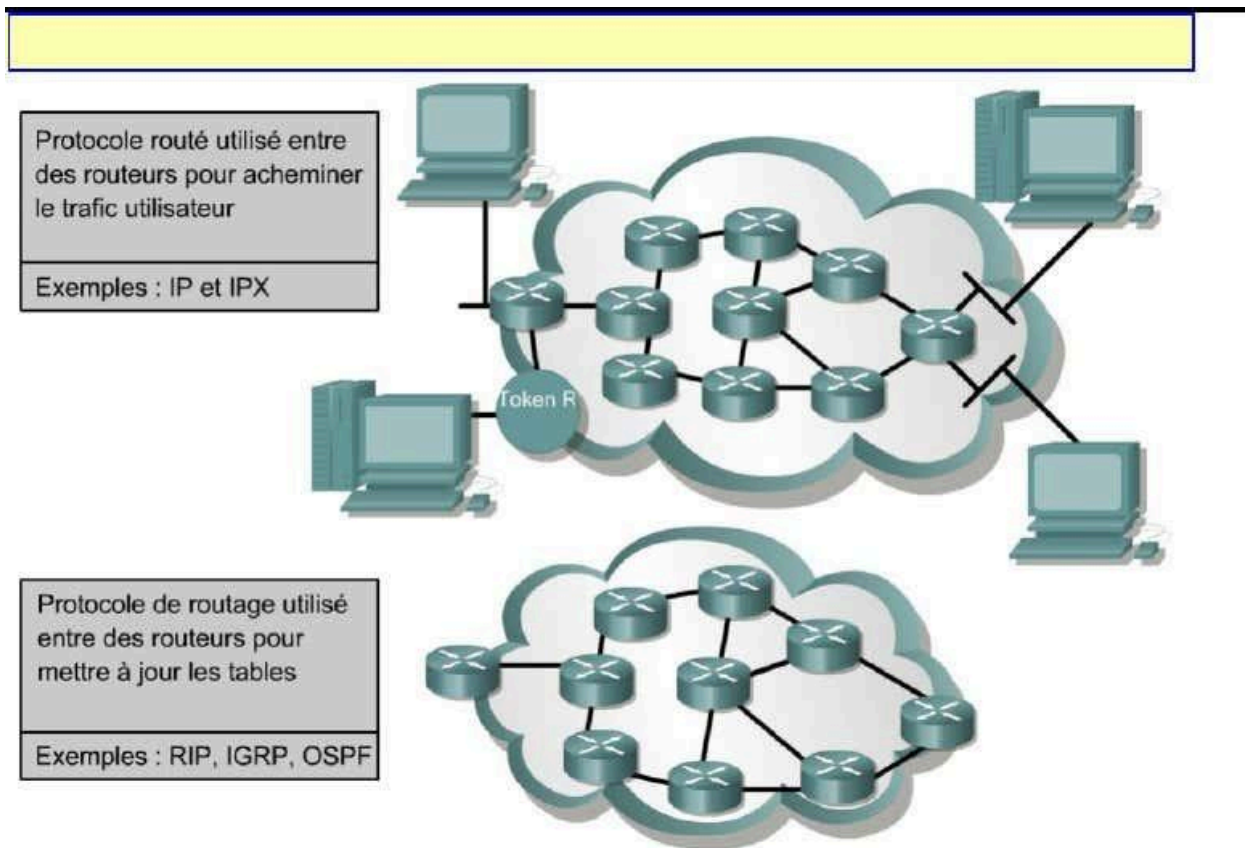 Protocole routé utilisé entre
des routeurs pour acheminer
le trafic utilisateur
Exemples : IP et IPX
Token R
Protocole de routage utilisé
entre des routeurs pour
mettre à jour les tables
Exemples : RIP, IGRP, OSPF